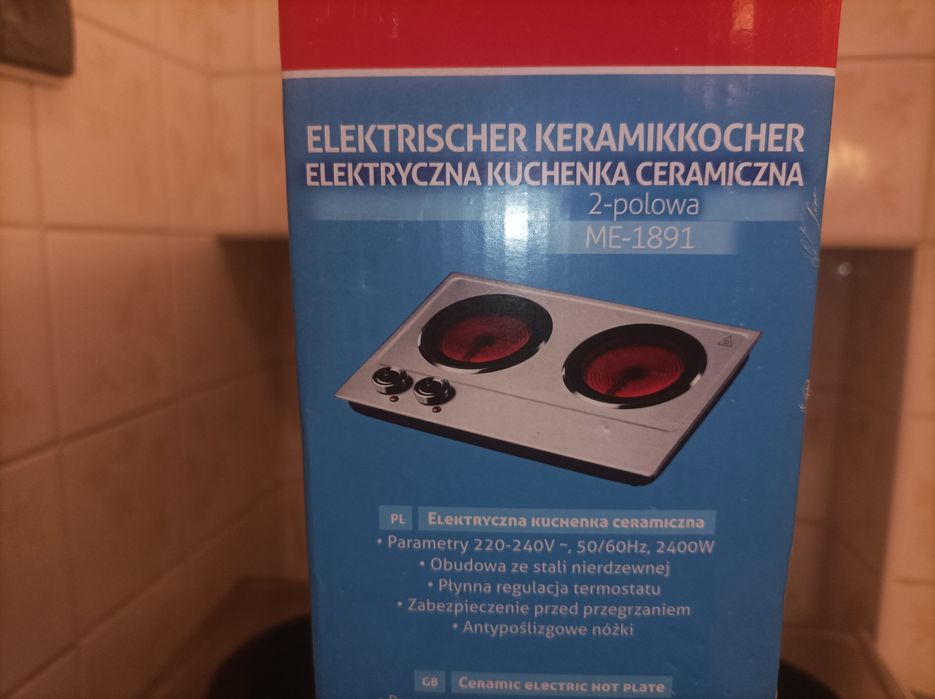 ELEKTRISCHER KERAMIKKOCHER
ELEKTRYCZNA KUCHENKA CERAMICZNA
2-polowa
ME-1891
PL Elektryczna kuchenka ceramiczna
• Parametry 220-240V ~, 50/60Hz, 2400W
• Obudowa ze stali nierdzewnej
• Płynna regulacja termostatu
• Zabezpieczenie przed przegrzaniem
• Antypoślizgowe nóżki
GB Ceramic electric hot plate